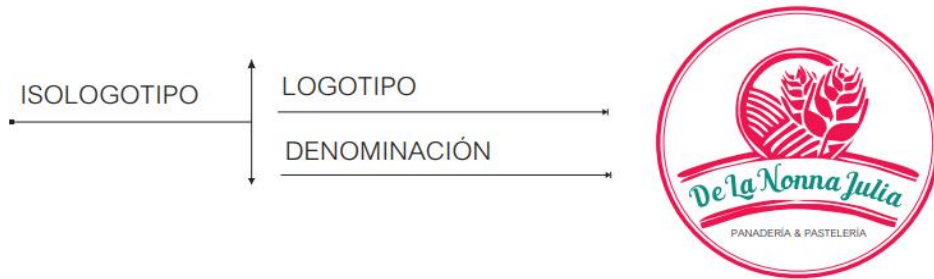 ISOLOGOTIPO
LOGOTIPO
DENOMINACIÓN
De La Nonna Julia
PANADERÍA & PASTELERÍA